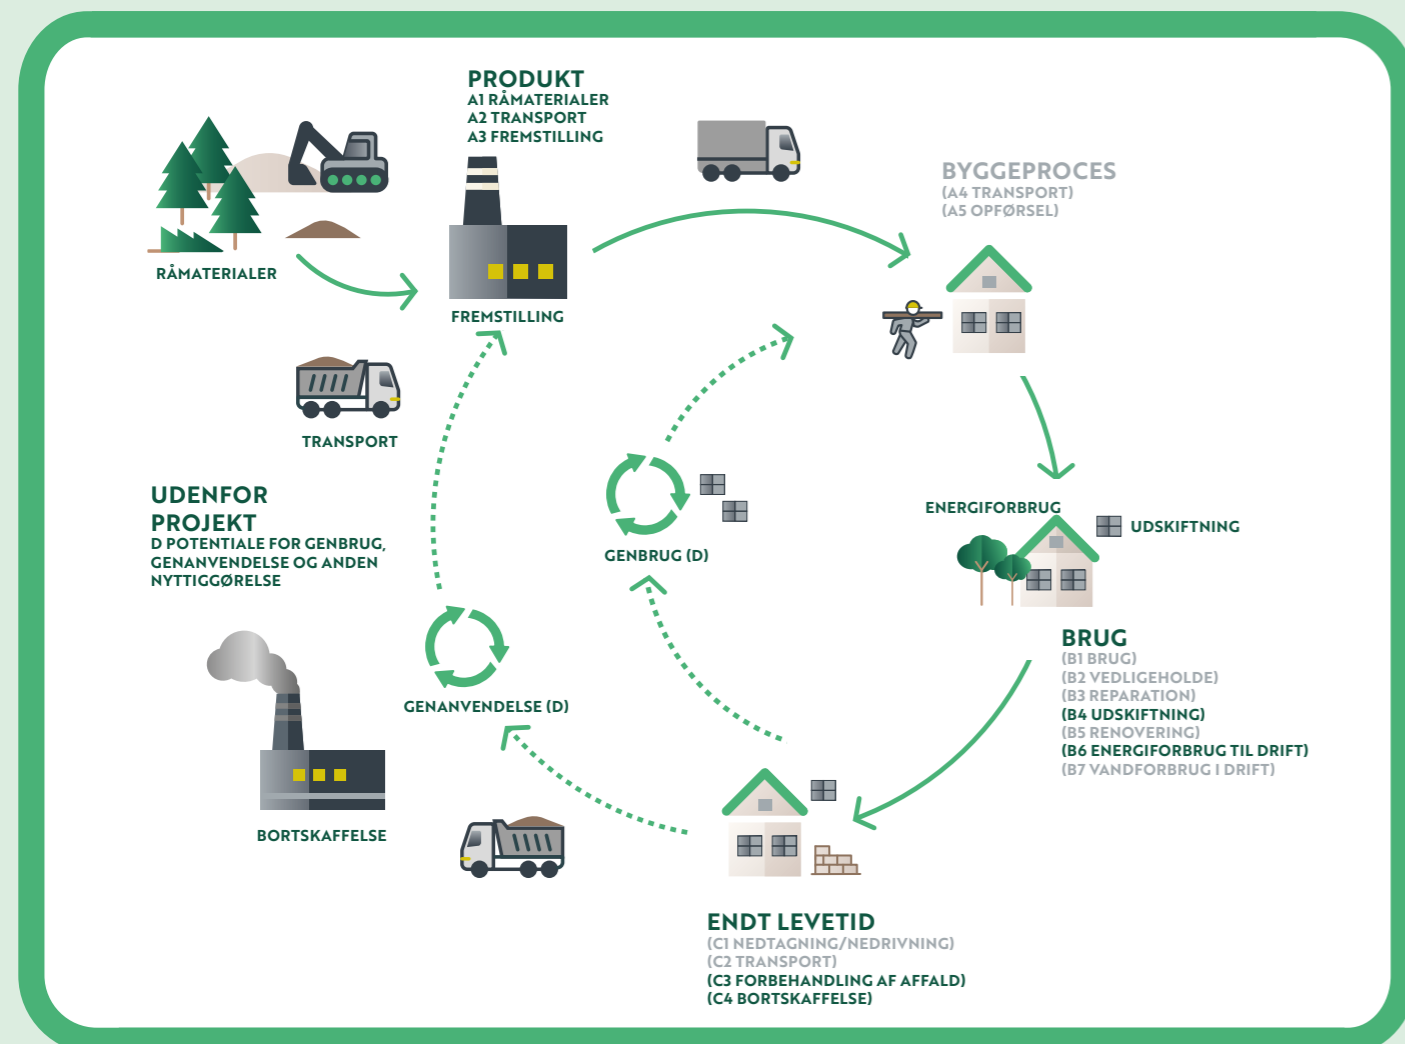 PRODUKT
A1 RÅMATERIALER
A2 TRANSPORT
A3 FREMSTILLING
BYGGEPROCES
(A4 TRANSPORT)
(A5 OPFØRSEL)
RÅMATERIALER
FREMSTILLING
TRANSPORT
UDENFOR
PROJEKT
D POTENTIALE FOR GENBRUG,
GENANVENDELSE OG ANDEN
NYTTIGGØRELSE
GENBRUG (D)
ENERGIFORBRUG
UDSKIFTNING
BRUG
(B1 BRUG)
(B2 VEDLIGEHOLDE)
(B3 REPARATION)
(B4 UDSKIFTNING)
(B5 RENOVERING)
(B6 ENERGIFORBRUG TIL DRIFT)
(B7 VANDFORBRUG I DRIFT)
GENANVENDELSE (D)
BORTSKAFFELSE
ENDT LEVETID
(C1 NEDTAGNING/NEDRIVNING)
(C2 TRANSPORT)
(C3 FORBEHANDLING AF AFFALD)
(C4 BORTSKAFFELSE)